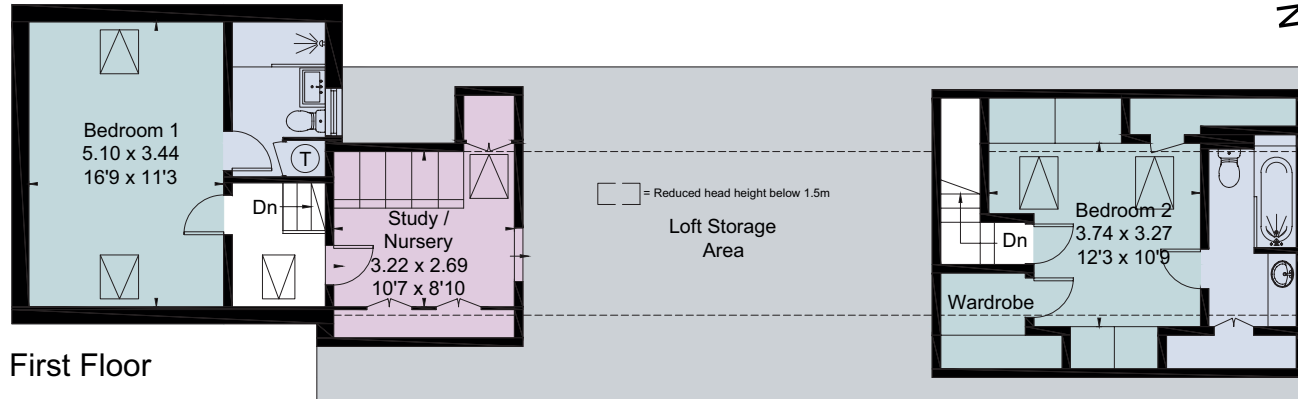 N
Bedroom 1
5.10 x 3.44
16'9 x 11'3
T
Dn
Study /
Nursery
3.22 x 2.69
10'7 x 8'10
= Reduced head height below 1.5m
Loft Storage
Area
Bedroom 2
3.74 x 3.27
12'3 x 10'9
Dn
Wardrobe
First Floor